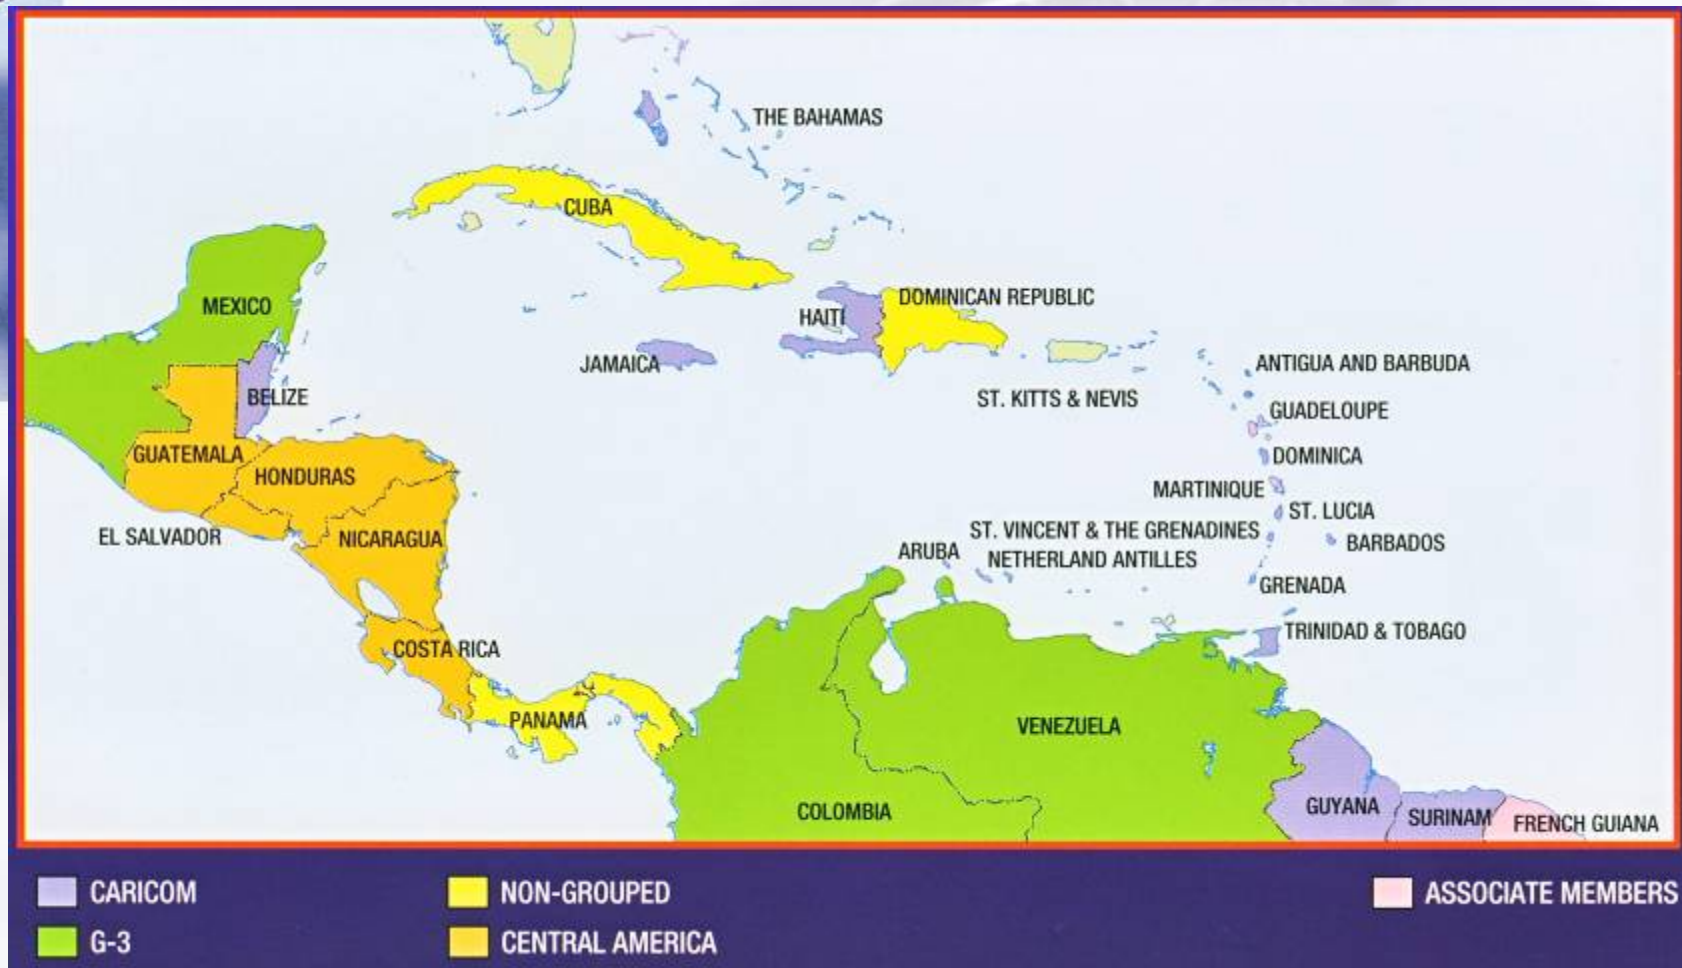 THE BAHAMAS
CUBA
MEXICO
HAITI
DOMINICAN REPUBLIC
JAMAICA
BELIZE
ST. KITTS & NEVIS
ANTIGUA AND BARBUDA
GUADELOUPE
GUATEMALA
HONDURAS
DOMINICA
MARTINIQUE
ST. LUCIA
EL SALVADOR
NICARAGUA
ST. VINCENT & THE GRENADINES
BARBADOS
ARUBA
NETHERLAND ANTILLES
GRENADA
COSTA RICA
TRINIDAD & TOBAGO
PANAMA
VENEZUELA
COLOMBIA
GUYANA
SURINAM
FRENCH GUIANA
CARICOM
NON-GROUPED
ASSOCIATE MEMBERS
G-3
CENTRAL AMERICA